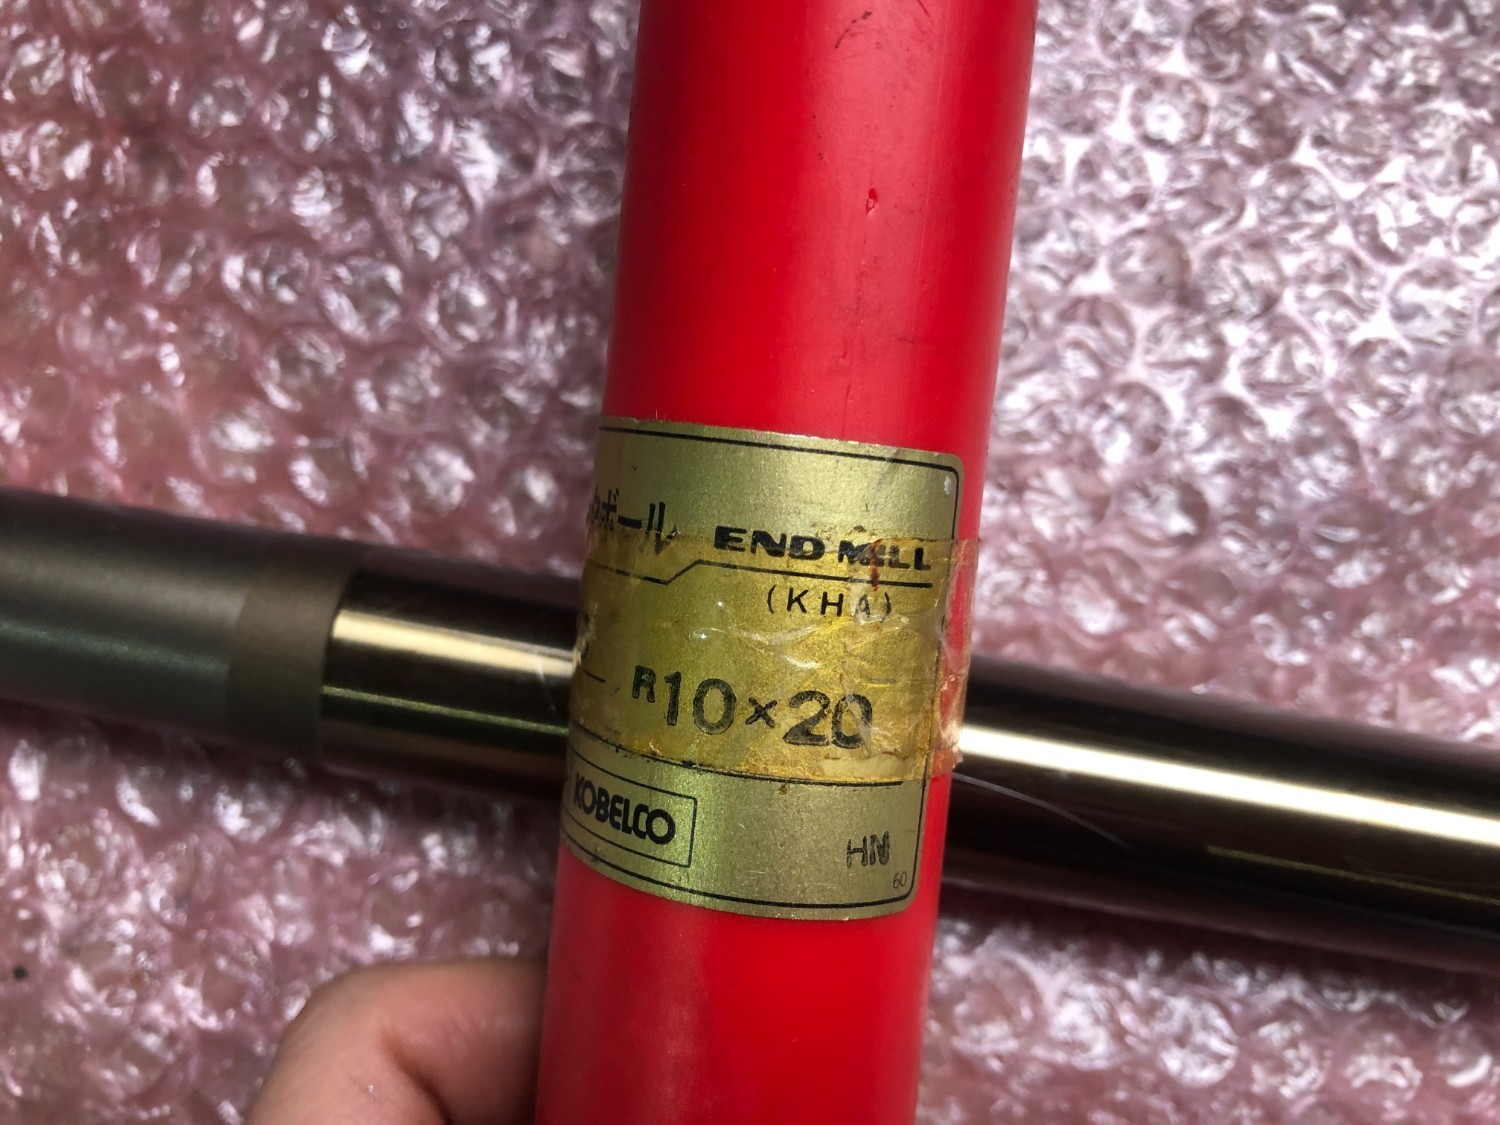 ボール END MILL
(KHA)
R10×20
KOBELCO
HN
60